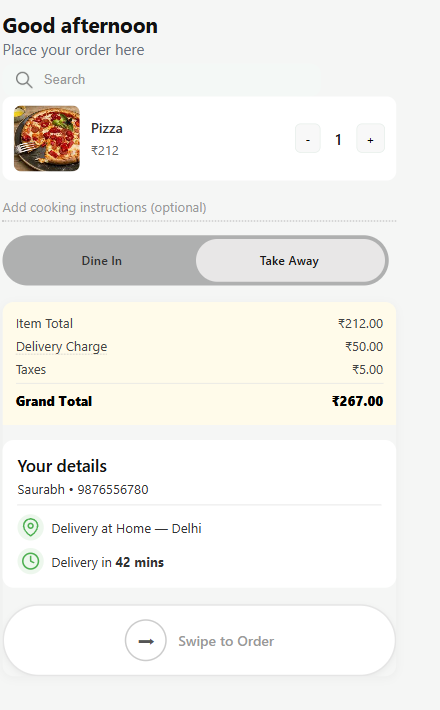 Good afternoon
Place your order here
Search
Pizza
₹212
- 1 +
Add cooking instructions (optional)
Dine In Take Away
Item Total ₹212.00
Delivery Charge ₹50.00
Taxes ₹5.00
Grand Total ₹267.00
Your details
Saurabh • 9876556780
Delivery at Home — Delhi
Delivery in 42 mins
Swipe to Order